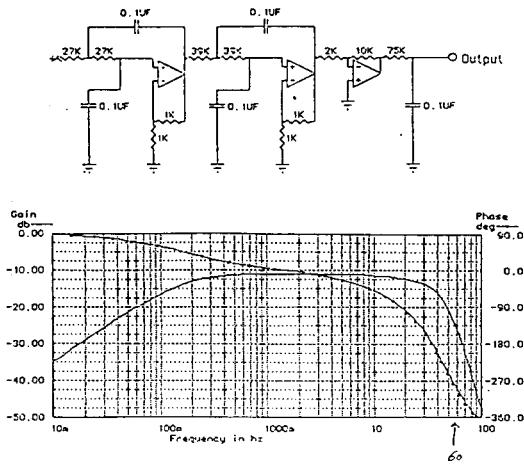 0.1UF 0.1UF
27K 27K 39K 39K 2K 10K 75K Output
0.1UF 0.1UF 0.1UF
1K 1K
1K 1K
Gain
db
Phase
deg
0.00 90.0
-10.00 0.0
-20.00 -90.0
-30.00 -180.0
-40.00 -270.0
-50.00 -360.0
10m 100m 1000m 10 100
Frequency in hz
60